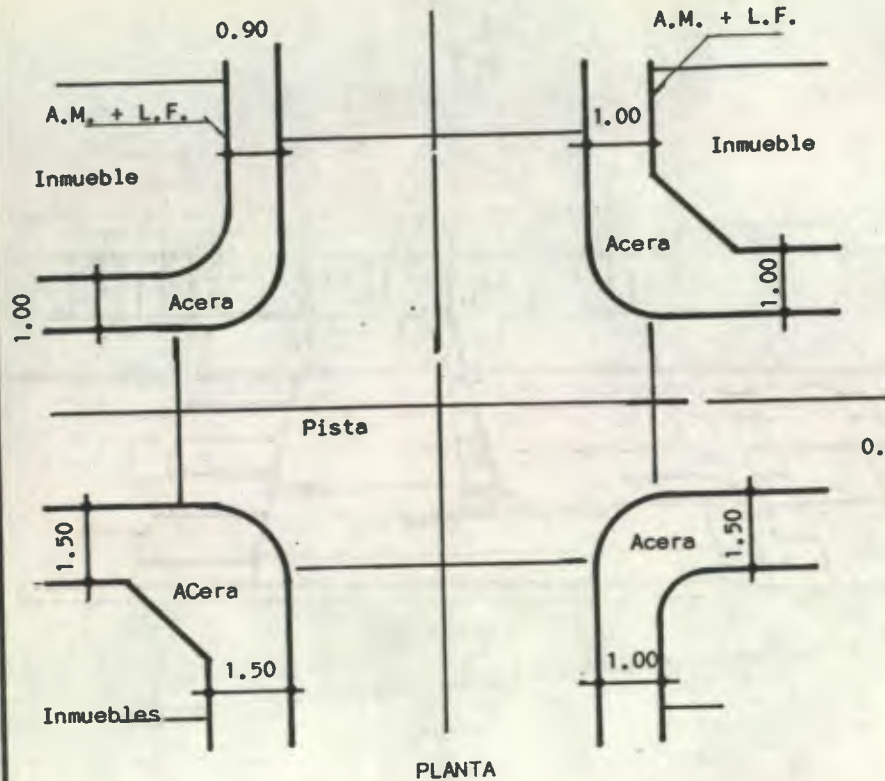 0.90
A.M. + L.F.
A.M. + L.F.
1.00
Inmueble
Inmueble
Acera
1.00
Acera
1.00
Pista
0.
1.50
Acera
1.50
ACera
1.50
1.00
Inmuebles
PLANTA